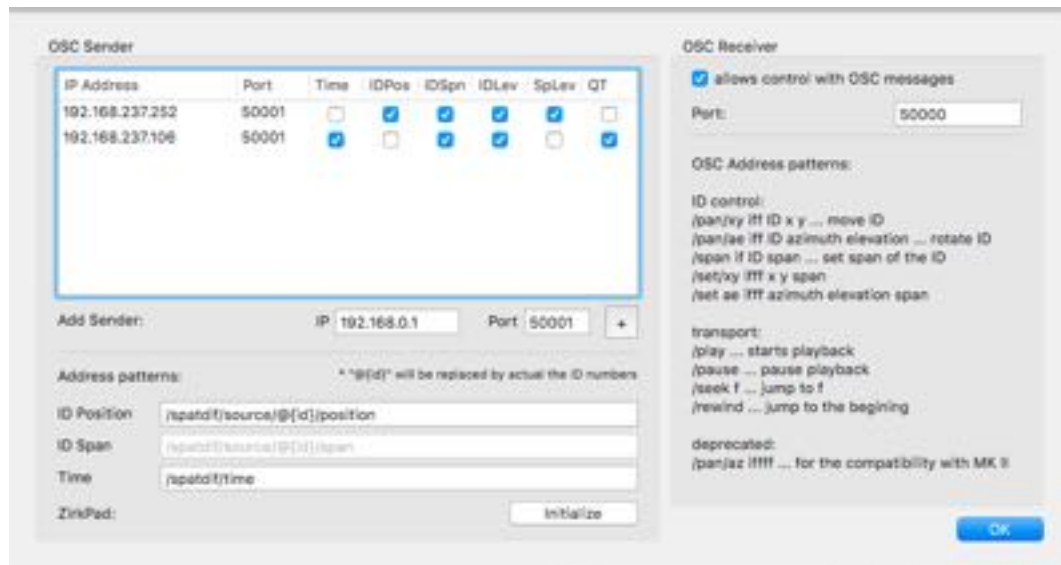 OSC Sender
IP Address Port Time IDPos IDSpn IDLev SpLev QT
192.168.237.252 50001
192.168.237.106 50001
Add Sender: IP 192.168.0.1 Port 50001 +
Address patterns: * "@{id}" will be replaced by actual the ID numbers
ID Position /spatdif/source/@{id}/position
ID Span /spatdif/source/@{id}/span
Time /spatdif/time
ZirkPad: Initialize
OSC Receiver
allows control with OSC messages
Port: 50000
OSC Address patterns:
ID control:
/pan/xy iff ID x y ... move ID
/pan/ae iff ID azimuth elevation ... rotate ID
/span if ID span ... set span of the ID
/set/xy ifff x y span
/set ae ifff azimuth elevation span
transport:
/play ... starts playback
/pause ... pause playback
/seek f ... jump to f
/rewind ... jump to the begining
deprecated:
/pan/az iffff ... for the compatibility with MK II
OK